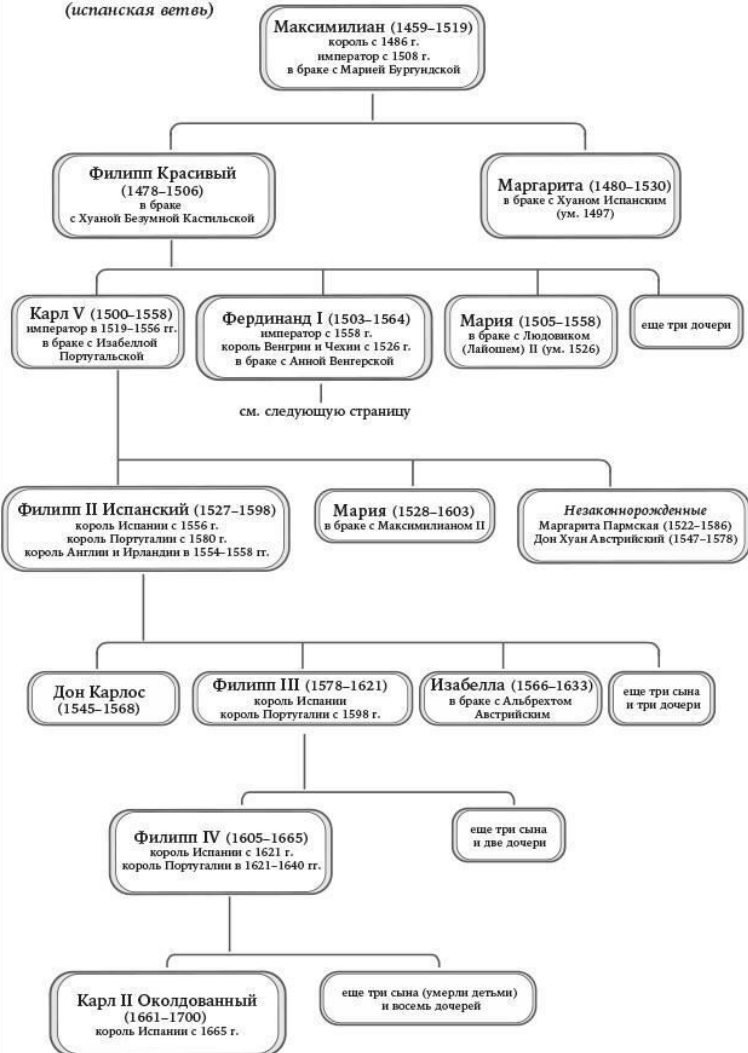 (испанская ветвь)
Максимилиан (1459–1519)
король с 1486 г.
император с 1508 г.
в браке с Марией Бургундской
Филипп Красивый
(1478–1506)
в браке
с Хуаной Безумной Кастильской
Маргарита (1480–1530)
в браке с Хуаном Испанским
(ум. 1497)
Карл V (1500–1558)
император в 1519–1556 гг.
в браке с Изабеллой
Португальской
Фердинанд I (1503–1564)
император с 1558 г.
король Венгрии и Чехии с 1526 г.
в браке с Анной Венгерской
Мария (1505–1558)
в браке с Людовиком
(Лайошем) II (ум. 1526)
еще три дочери
см. следующую страницу
Филипп II Испанский (1527–1598)
король Испании с 1556 г.
король Португалии с 1580 г.
король Англии и Ирландии в 1554–1558 гг.
Мария (1528–1603)
в браке с Максимилианом II
Незаконнорожденные
Маргарита Пармская (1522–1586)
Дон Хуан Австрийский (1547–1578)
Дон Карлос
(1545–1568)
Филипп III (1578–1621)
король Испании
король Португалии с 1598 г.
Изабелла (1566–1633)
в браке с Альбрехтом
Австрийским
еще три сына
и три дочери
Филипп IV (1605–1665)
король Испании с 1621 г.
король Португалии в 1621–1640 гг.
еще три сына
и две дочери
Карл II Околдованный
(1661–1700)
король Испании с 1665 г.
еще три сына (умерли детьми)
и восемь дочерей